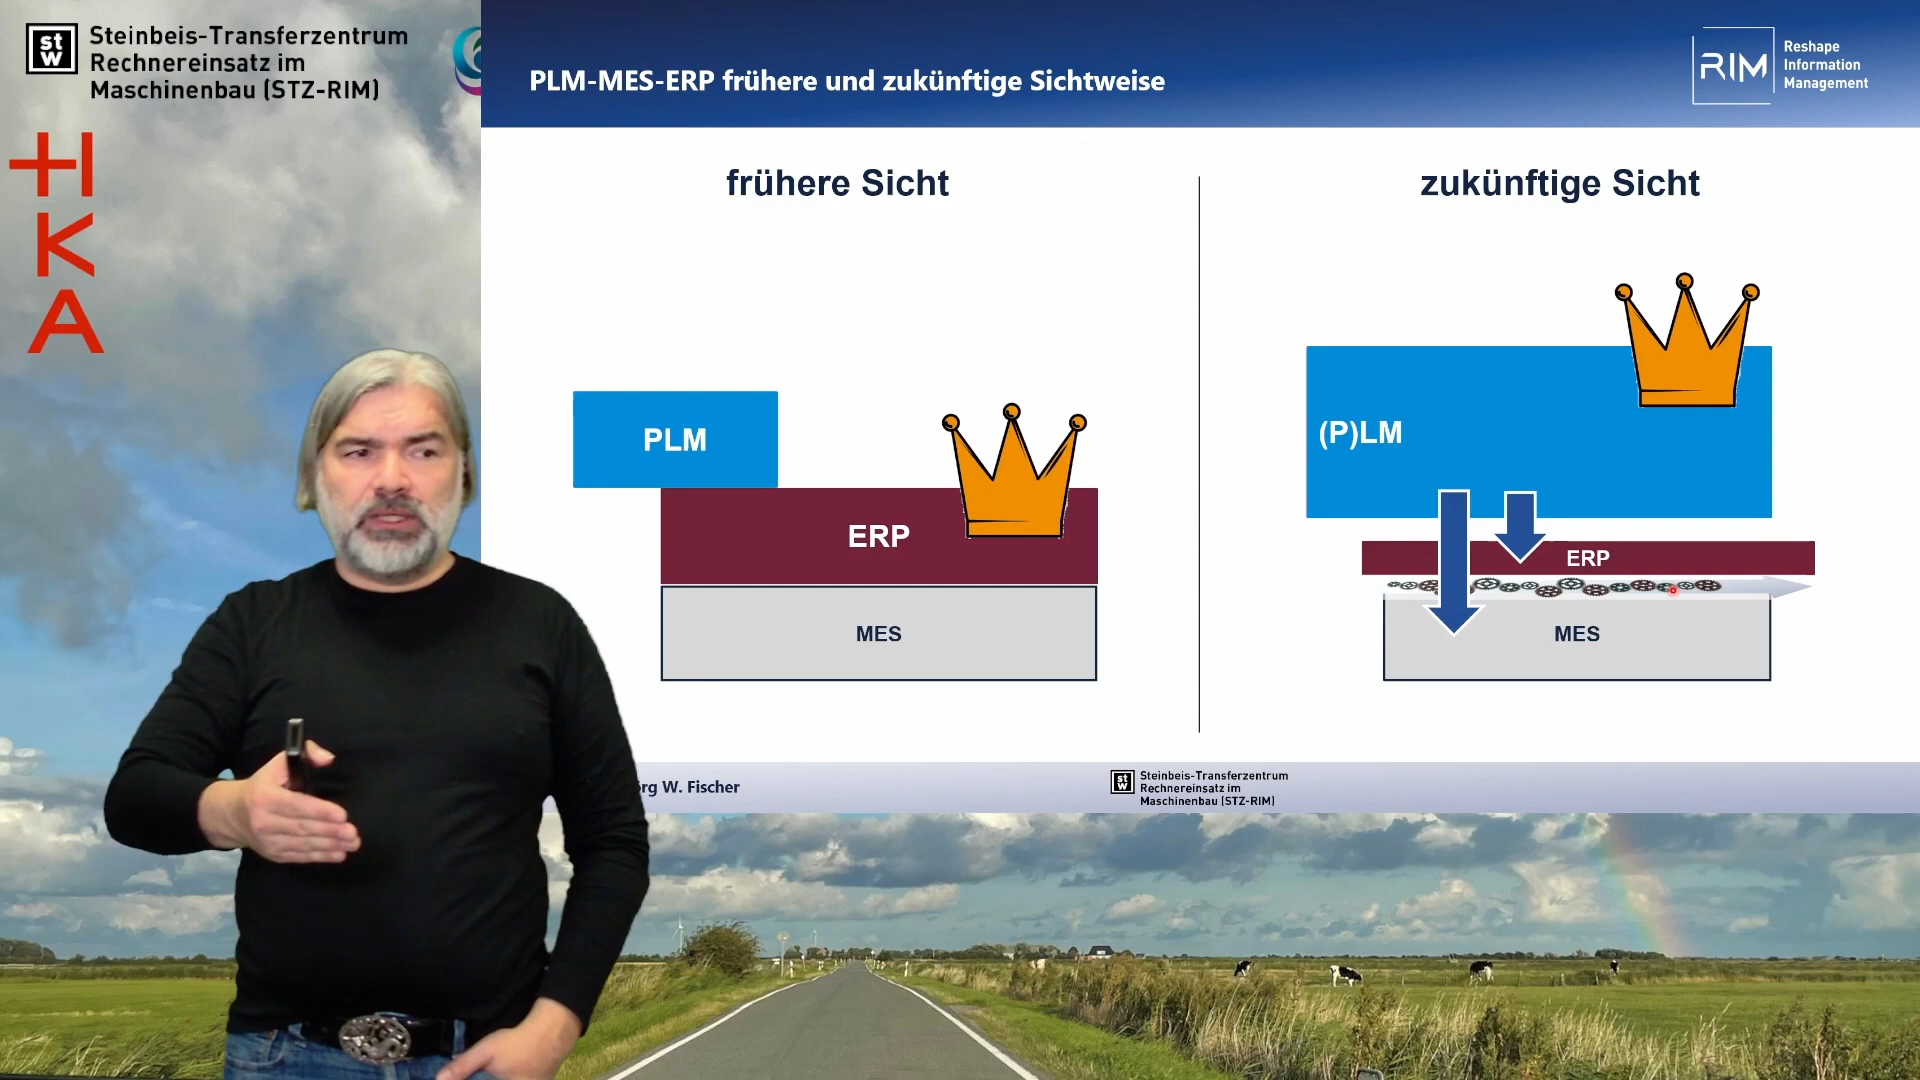 Steinbeis-Transferzentrum
Rechnereinsatz im
Maschinenbau (STZ-RIM)
st
W
HKA
PLM-MES-ERP frühere und zukünftige Sichtweise
RIM
Reshape
Information
Management
frühere Sicht
PLM
ERP
MES
zukünftige Sicht
(P)LM
ERP
MES
rg W. Fischer
st
W
Steinbeis-Transferzentrum
Rechnereinsatz im
Maschinenbau (STZ-RIM)